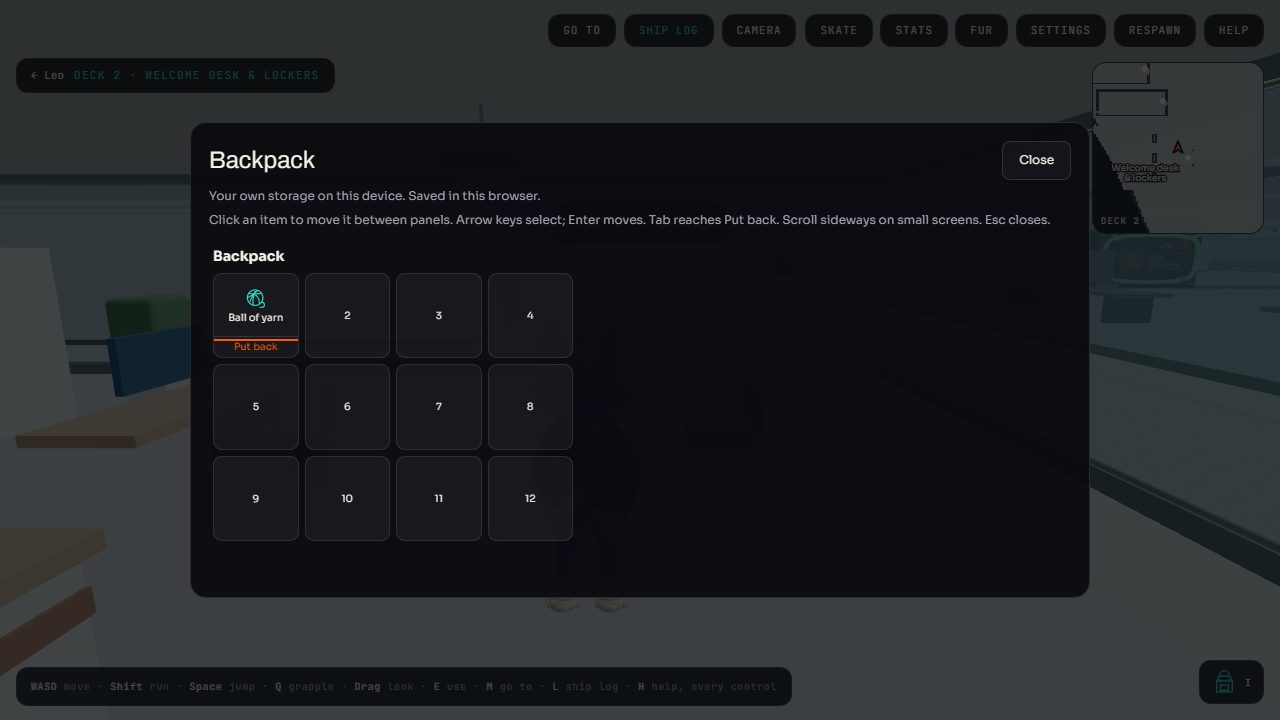 GO TO
SHIP LOG
CAMERA
SKATE
STATS
FUR
SETTINGS
RESPAWN
HELP
← Leo DECK 2 · WELCOME DESK & LOCKERS
Backpack
Close
Your own storage on this device. Saved in this browser.
Click an item to move it between panels. Arrow keys select; Enter moves. Tab reaches Put back. Scroll sideways on small screens. Esc closes.
Welcome desk
& lockers
DECK 2
Backpack
Ball of yarn
Put back
2
3
4
5
6
7
8
9
10
11
12
WASD move · Shift run · Space jump · Q grapple · Drag look · E use · M go to · L ship log · H help, every control
I